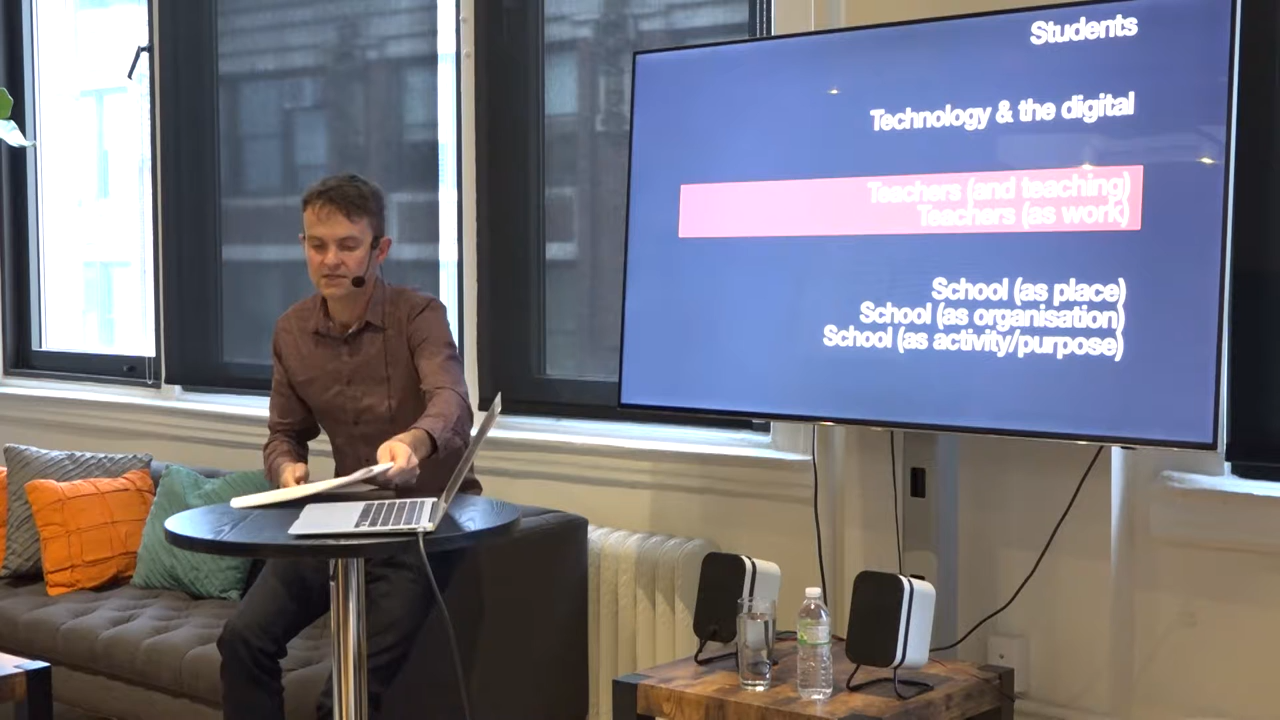 Students
Technology & the digital
Teachers (and teaching)
Teachers (as work)
School (as place)
School (as organisation)
School (as activity/purpose)